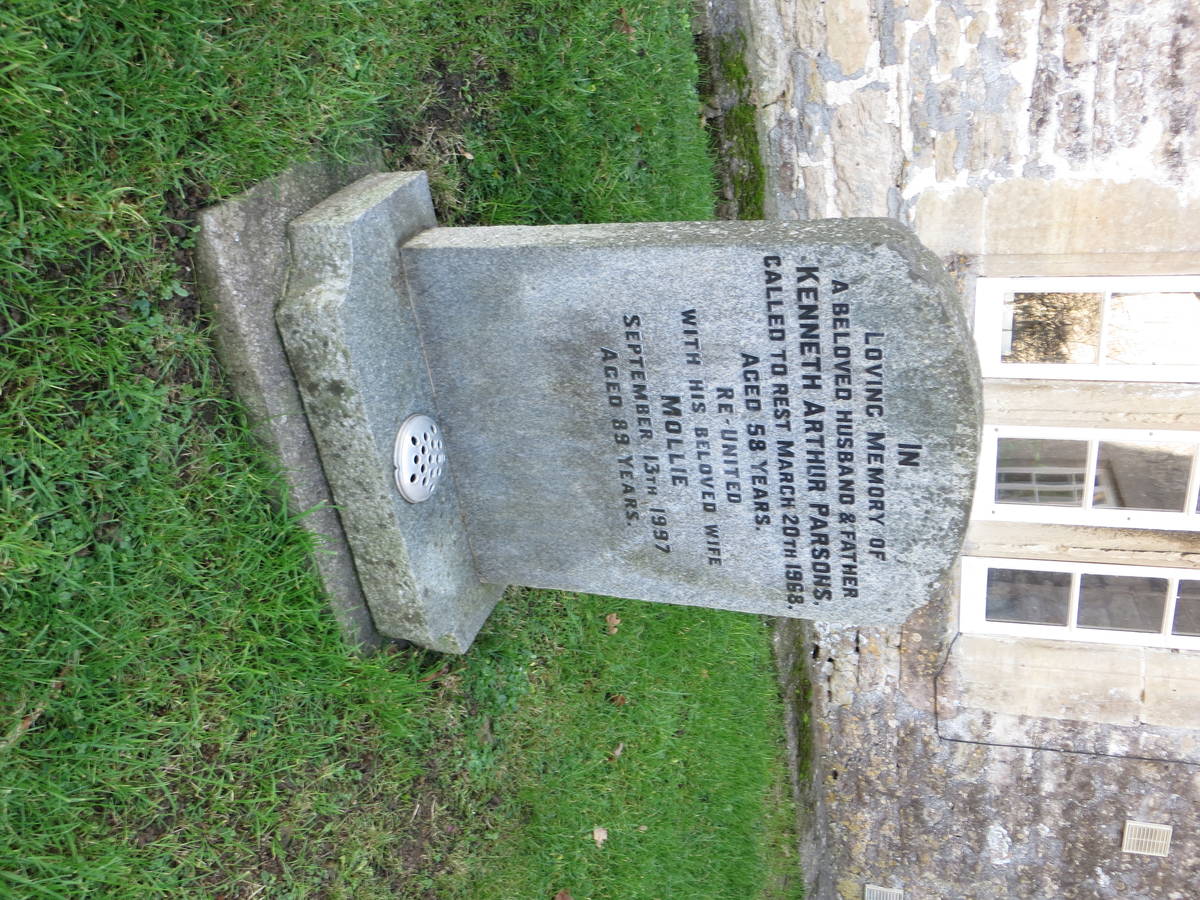 IN
LOVING MEMORY OF
A BELOVED HUSBAND & FATHER
KENNETH ARTHUR PARSONS,
CALLED TO REST MARCH 20TH 1968.
AGED 58 YEARS.
RE-UNITED
WITH HIS BELOVED WIFE
MOLLIE
SEPTEMBER 13TH 1997
AGED 89 YEARS.